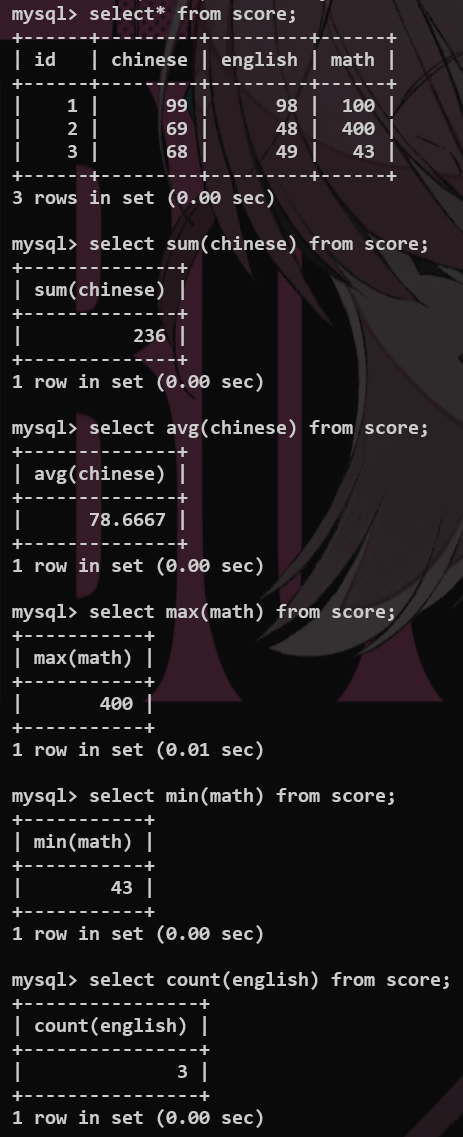 mysql> select* from score;
+------+---------+---------+------+
| id   | chinese | english | math |
+------+---------+---------+------+
|    1 |      99 |      98 |  100 |
|    2 |      69 |      48 |  400 |
|    3 |      68 |      49 |   43 |
+------+---------+---------+------+
3 rows in set (0.00 sec)

mysql> select sum(chinese) from score;
+--------------+
| sum(chinese) |
+--------------+
|          236 |
+--------------+
1 row in set (0.00 sec)

mysql> select avg(chinese) from score;
+--------------+
| avg(chinese) |
+--------------+
|      78.6667 |
+--------------+
1 row in set (0.00 sec)

mysql> select max(math) from score;
+-----------+
| max(math) |
+-----------+
|       400 |
+-----------+
1 row in set (0.01 sec)

mysql> select min(math) from score;
+-----------+
| min(math) |
+-----------+
|        43 |
+-----------+
1 row in set (0.00 sec)

mysql> select count(english) from score;
+----------------+
| count(english) |
+----------------+
|              3 |
+----------------+
1 row in set (0.00 sec)